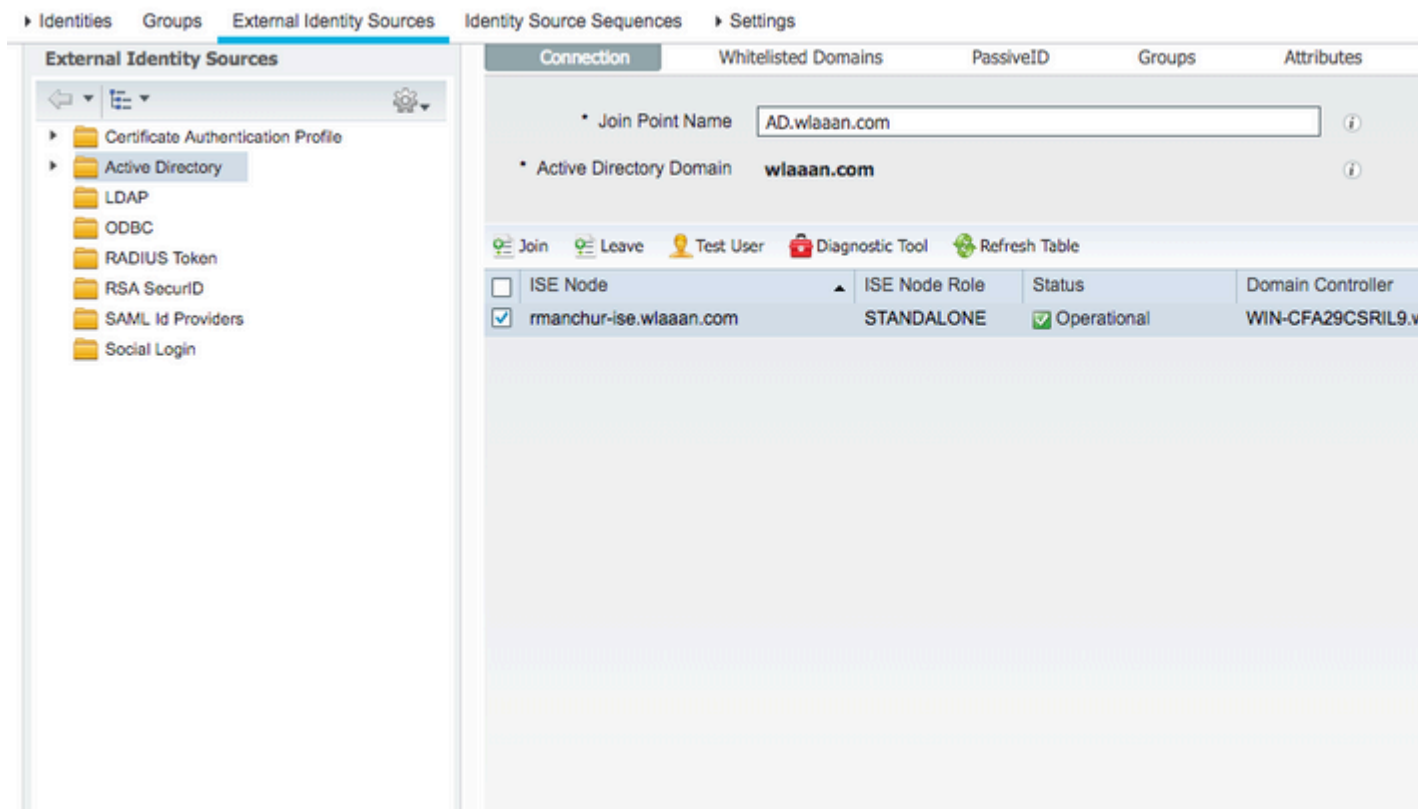 Identities Groups External Identity Sources Identity Source Sequences Settings
External Identity Sources
Certificate Authentication Profile
Active Directory
LDAP
ODBC
RADIUS Token
RSA SecurID
SAML Id Providers
Social Login
Connection Whitelisted Domains PassiveID Groups Attributes
* Join Point Name AD.wlaaan.com
* Active Directory Domain wlaaan.com
Join Leave Test User Diagnostic Tool Refresh Table
ISE Node ISE Node Role Status Domain Controller
rmanchur-ise.wlaaan.com STANDALONE Operational WIN-CFA29CSRIL9.w